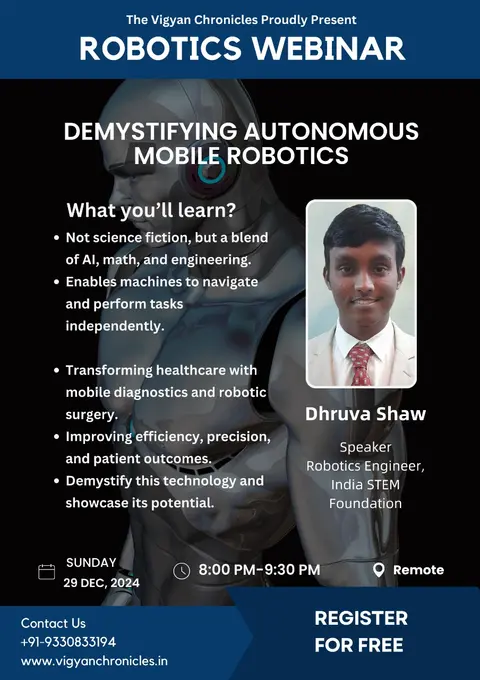 The Vigyan Chronicles Proudly Present
ROBOTICS WEBINAR
DEMYSTIFYING AUTONOMOUS
MOBILE ROBOTICS
What you’ll learn?
• Not science fiction, but a blend
of AI, math, and engineering.
• Enables machines to navigate
and perform tasks
independently.
• Transforming healthcare with
mobile diagnostics and robotic
surgery.
• Improving efficiency, precision,
and patient outcomes.
• Demystify this technology and
showcase its potential.
Dhruva Shaw
Speaker
Robotics Engineer,
India STEM
Foundation
SUNDAY
29 DEC, 2024
8:00 PM-9:30 PM
Remote
Contact Us
+91-9330833194
www.vigyanchronicles.in
REGISTER
FOR FREE